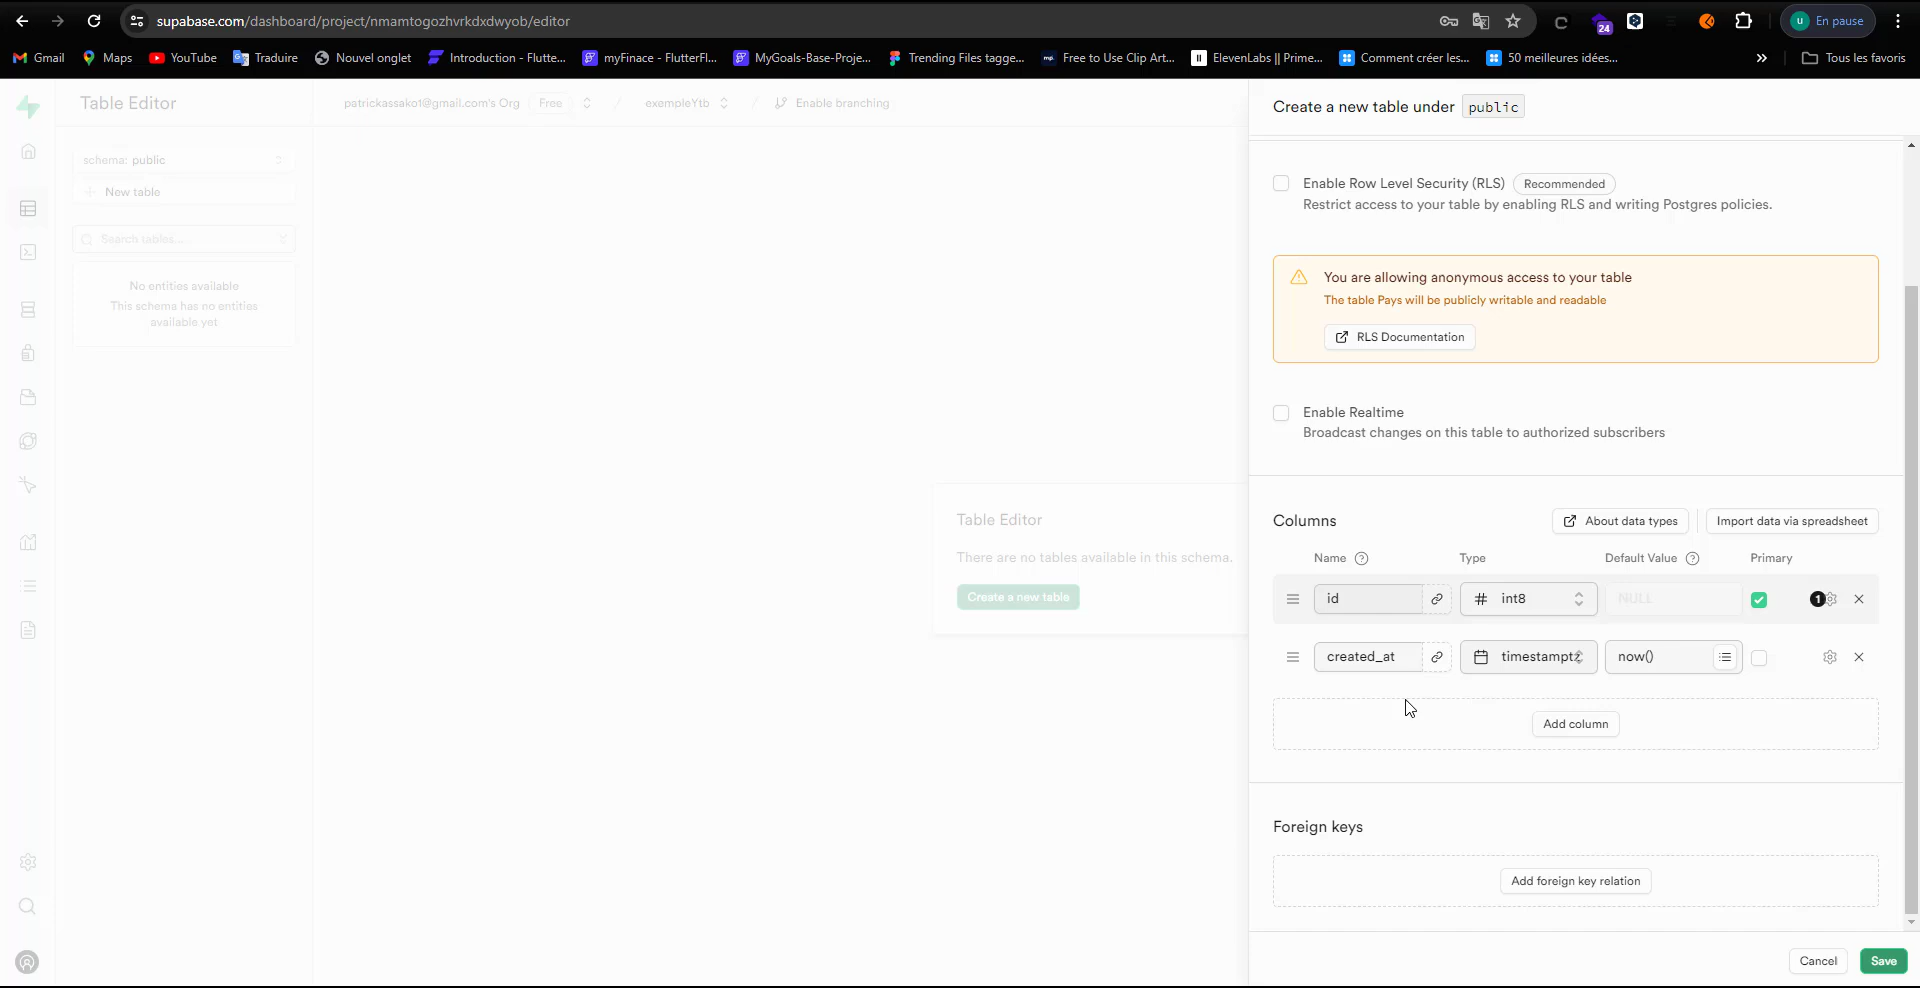 supabase.com/dashboard/project/nmamtogozhvrkdxdwyob/editor
24
u
En pause
Gmail
Maps
YouTube
Traduire
Nouvel onglet
Introduction - Flutte...
myFinace - FlutterFl...
MyGoals-Base-Proje...
Trending Files tagge...
Free to Use Clip Art...
ElevenLabs || Prime...
Comment créer les...
50 meilleures idées...
Tous les favoris
Table Editor
patrickassako1@gmail.com's Org
Free
/
exempleYtb
/
Enable branching
schema: public
New table
Search tables...
No entities available
This schema has no entities
available yet
Table Editor
There are no tables available in this schema.
Create a new table
Create a new table under public
Enable Row Level Security (RLS) Recommended
Restrict access to your table by enabling RLS and writing Postgres policies.
You are allowing anonymous access to your table
The table Pays will be publicly writable and readable
RLS Documentation
Enable Realtime
Broadcast changes on this table to authorized subscribers
Columns
About data types
Import data via spreadsheet
Name
Type
Default Value
Primary
id
int8
NULL
1
created_at
timestamptz
now()
Add column
Foreign keys
Add foreign key relation
Cancel
Save